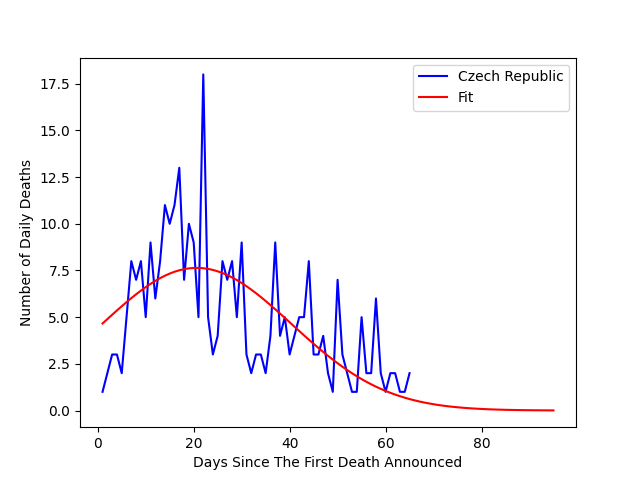 Czech Republic
Fit
17.5
15.0
12.5
10.0
7.5
5.0
2.5
0.0
Number of Daily Deaths
0 20 40 60 80
Days Since The First Death Announced